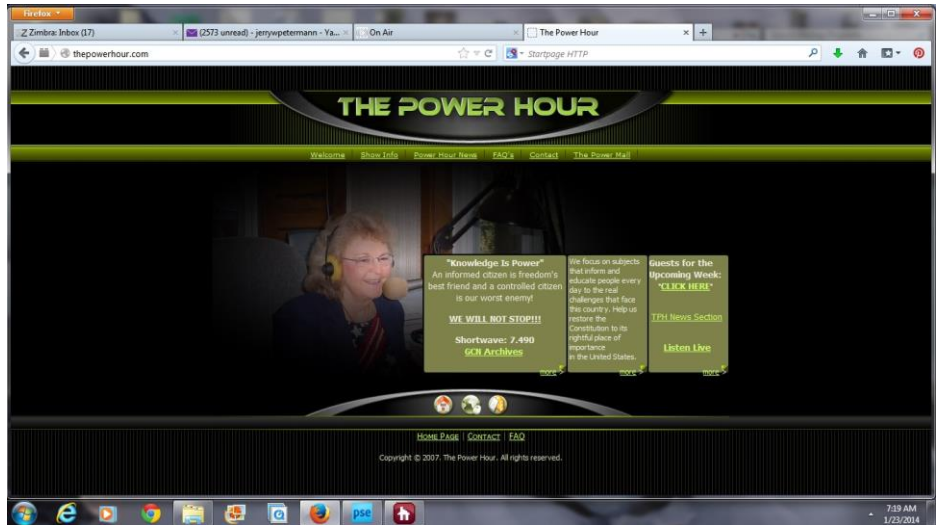 Firefox
Zimbra: Inbox (17)
(2573 unread) - jerrywpetermann - Ya...
On Air
The Power Hour
thepowerhour.com
Startpage HTTP
THE POWER HOUR
Welcome
Show Info
Power Hour News
FAQ's
Contact
The Power Mall
"Knowledge Is Power"
An informed citizen is freedom's
best friend and a controlled citizen
is our worst enemy!
WE WILL NOT STOP!!!
Shortwave: 7.490
GCN Archives
more >
We focus on subjects
that inform and
educate people every
day to the real
challenges that face
this country. Help us
restore the
Constitution to its
rightful place of
importance
in the United States.
more >
Guests for the
Upcoming Week:
*CLICK HERE*
TPH News Section
Listen Live
more >
HOME PAGE | CONTACT | FAQ
Copyright © 2007. The Power Hour. All rights reserved.
pse
7:19 AM
1/23/2014